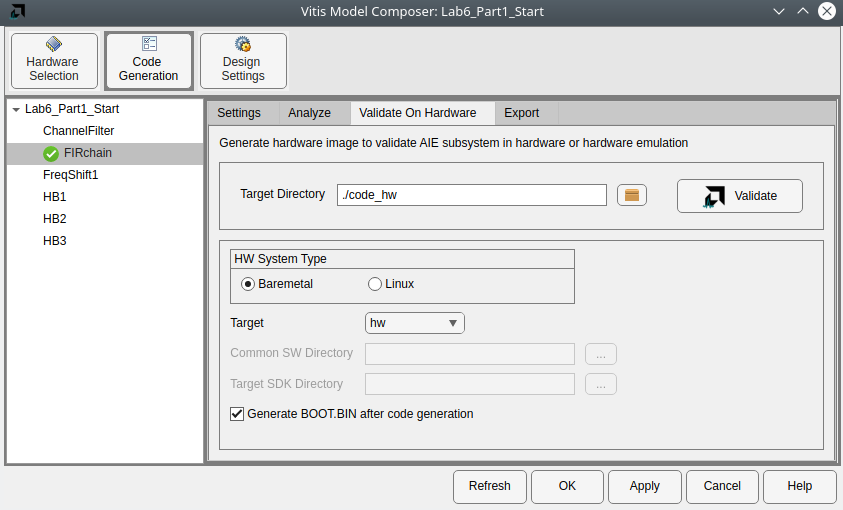 Vitis Model Composer: Lab6_Part1_Start
Hardware
Selection
Code
Generation
Design
Settings
Lab6_Part1_Start
ChannelFilter
FIRchain
FreqShift1
HB1
HB2
HB3
Settings Analyze Validate On Hardware Export
Generate hardware image to validate AIE subsystem in hardware or hardware emulation
Target Directory ./code_hw Validate
HW System Type
Baremetal Linux
Target hw
Common SW Directory ...
Target SDK Directory ...
Generate BOOT.BIN after code generation
Refresh OK Apply Cancel Help